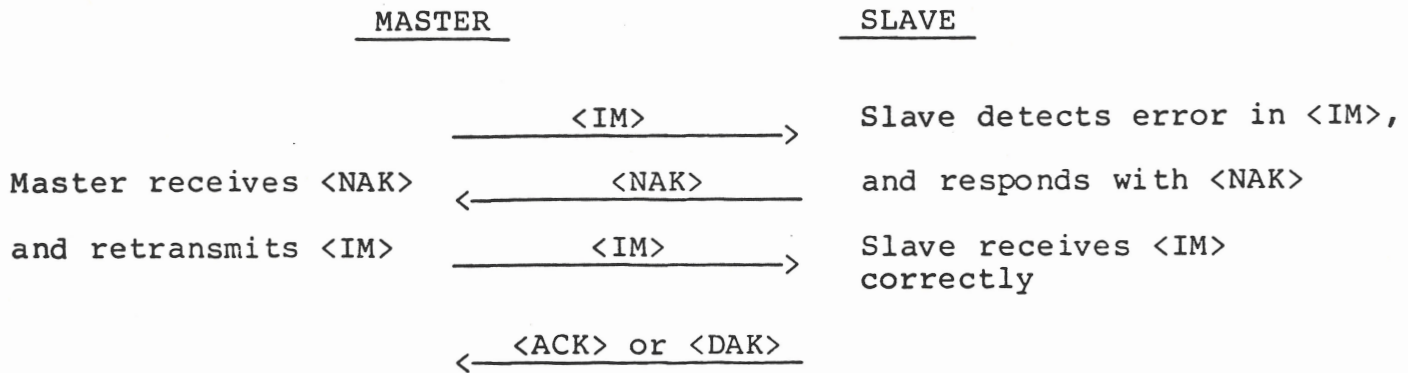 MASTER SLAVE
<IM> Slave detects error in <IM>,
Master receives <NAK> <NAK> and responds with <NAK>
and retransmits <IM> <IM> Slave receives <IM>
correctly
<ACK> or <DAK>